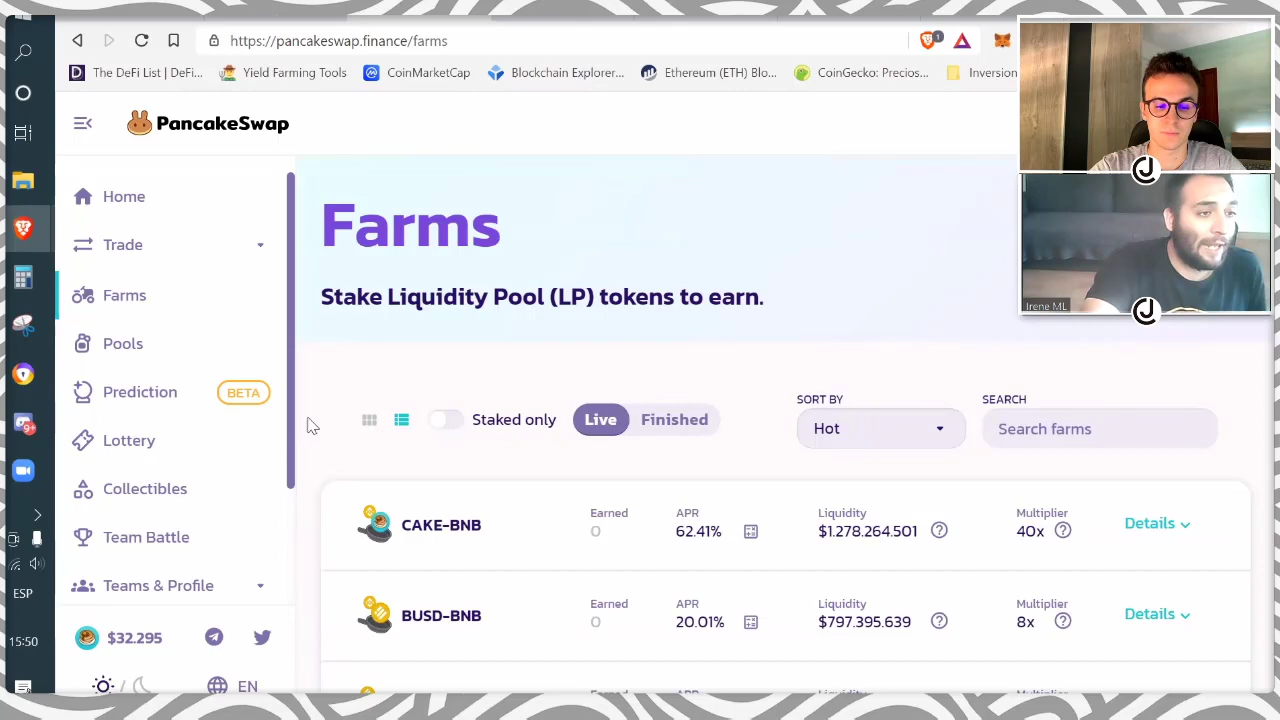 https://pancakeswap.finance/farms
1
The DeFi List | DeFi...
Yield Farming Tools
CoinMarketCap
Blockchain Explorer...
Ethereum (ETH) Blo...
CoinGecko: Precios...
Inversion
PancakeSwap
Home
Trade
Farms
Pools
Prediction
BETA
Lottery
Collectibles
Team Battle
Teams & Profile
$32.295
EN
Farms
Stake Liquidity Pool (LP) tokens to earn.
Staked only
Live
Finished
SORT BY
Hot
SEARCH
Search farms
CAKE-BNB
Earned
0
APR
62.41%
Liquidity
$1.278.264.501
Multiplier
40x
Details
BUSD-BNB
Earned
0
APR
20.01%
Liquidity
$797.395.639
Multiplier
8x
Details
Irene ML
9+
ESP
15:50